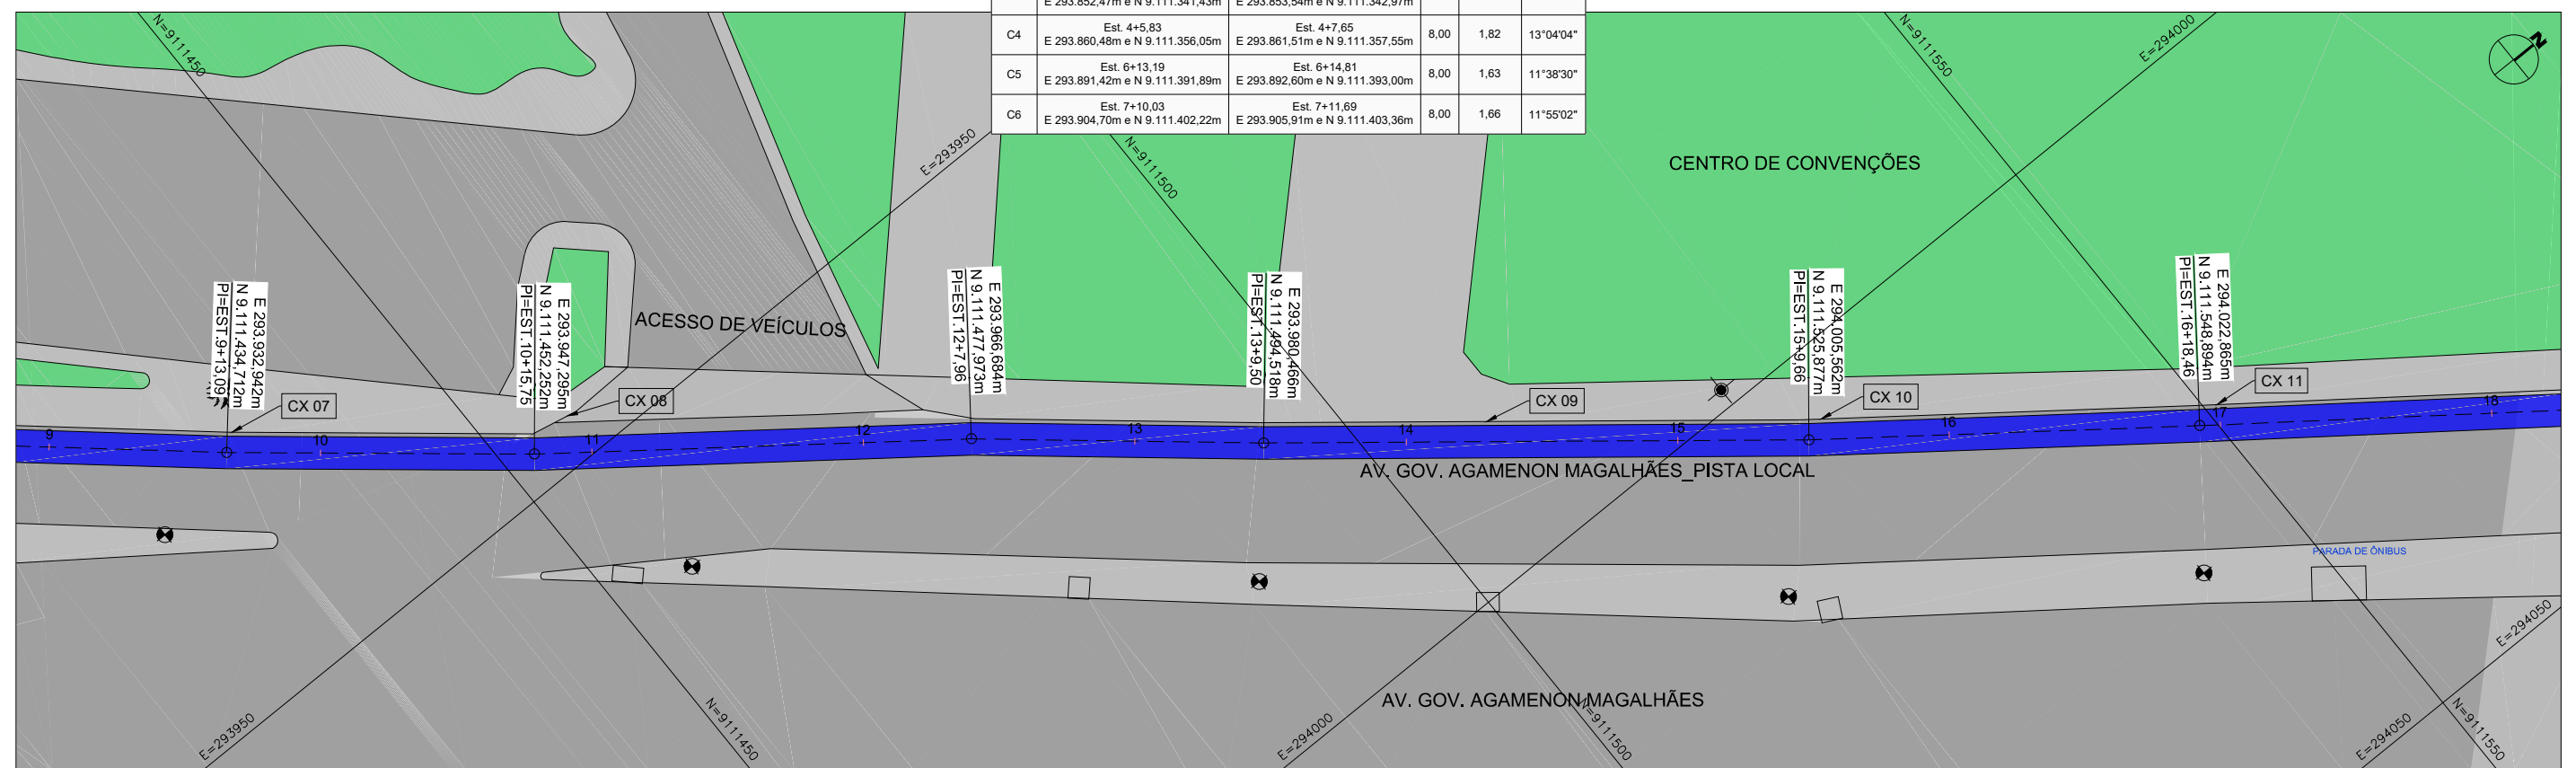 E 293.852,47m e N 9.111.341,43m E 293.853,54m e N 9.111.342,97m
C4 Est. 4+5,83 Est. 4+7,65 8,00 1,82 13°04'04"
E 293.860,48m e N 9.111.356,05m E 293.861,51m e N 9.111.357,55m
C5 Est. 6+13,19 Est. 6+14,81 8,00 1,63 11°38'30"
E 293.891,42m e N 9.111.391,89m E 293.892,60m e N 9.111.393,00m
C6 Est. 7+10,03 Est. 7+11,69 8,00 1,66 11°55'02"
E 293.904,70m e N 9.111.402,22m E 293.905,91m e N 9.111.403,36m
N=9111450
E=293950
N=9111500
N=9111550
E=294000
N
CENTRO DE CONVENÇÕES
ACESSO DE VEÍCULOS
E 293.932,942m
N 9.111.434,712m
PI=EST.9+13,09
E 293.947,295m
N 9.111.452,252m
PI=EST.10+15,75
E 293.966,684m
N 9.111.477,973m
PI=EST.12+7,96
E 293.980,466m
N 9.111.494,518m
PI=EST.13+9,50
E 294.005,562m
N 9.111.525,877m
PI=EST.15+9,66
E 294.022,865m
N 9.111.548,894m
PI=EST.16+18,46
CX 07
CX 08
CX 09
CX 10
CX 11
9
10
11
12
13
14
15
16
17
18
AV. GOV. AGAMENON MAGALHÃES_PISTA LOCAL
PARADA DE ÔNIBUS
AV. GOV. AGAMENON MAGALHÃES
E=293950
N=9111450
E=294000
N=9111500
E=294050
N=9111550
E=294050